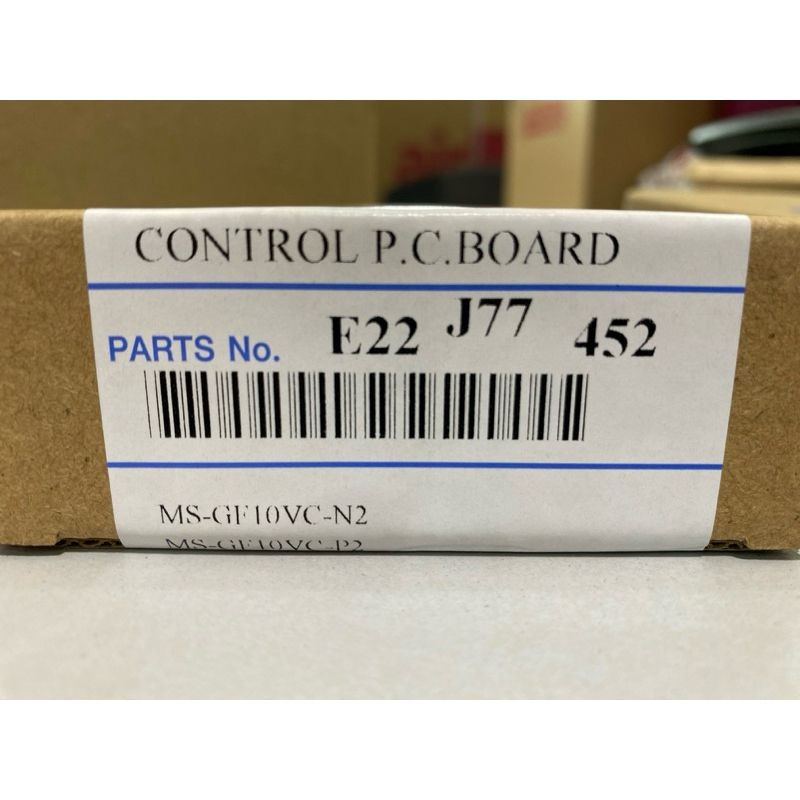 CONTROL P.C.BOARD
PARTS No. E22 J77 452
MS-GF10VC-N2
MS-GF10VC-P2